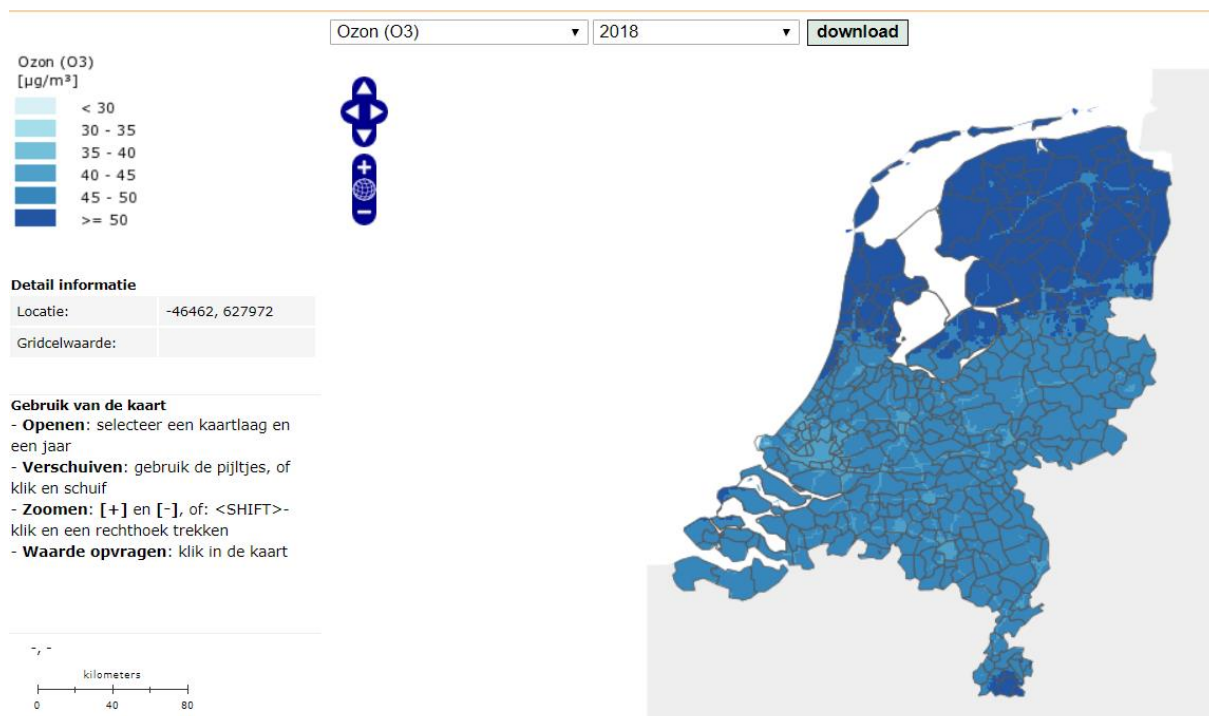 Ozon (O3)
2018
download
Ozon (O3)
[µg/m³]
< 30
30 - 35
35 - 40
40 - 45
45 - 50
>= 50
Detail informatie
Locatie: -46462, 627972
Gridcelwaarde:
Gebruik van de kaart
- Openen: selecteer een kaartlaag en
een jaar
- Verschuiven: gebruik de pijltjes, of
klik en schuif
- Zoomen: [+] en [-], of: <SHIFT>-
klik en een rechthoek trekken
- Waarde opvragen: klik in de kaart
-, -
kilometers
0 40 80